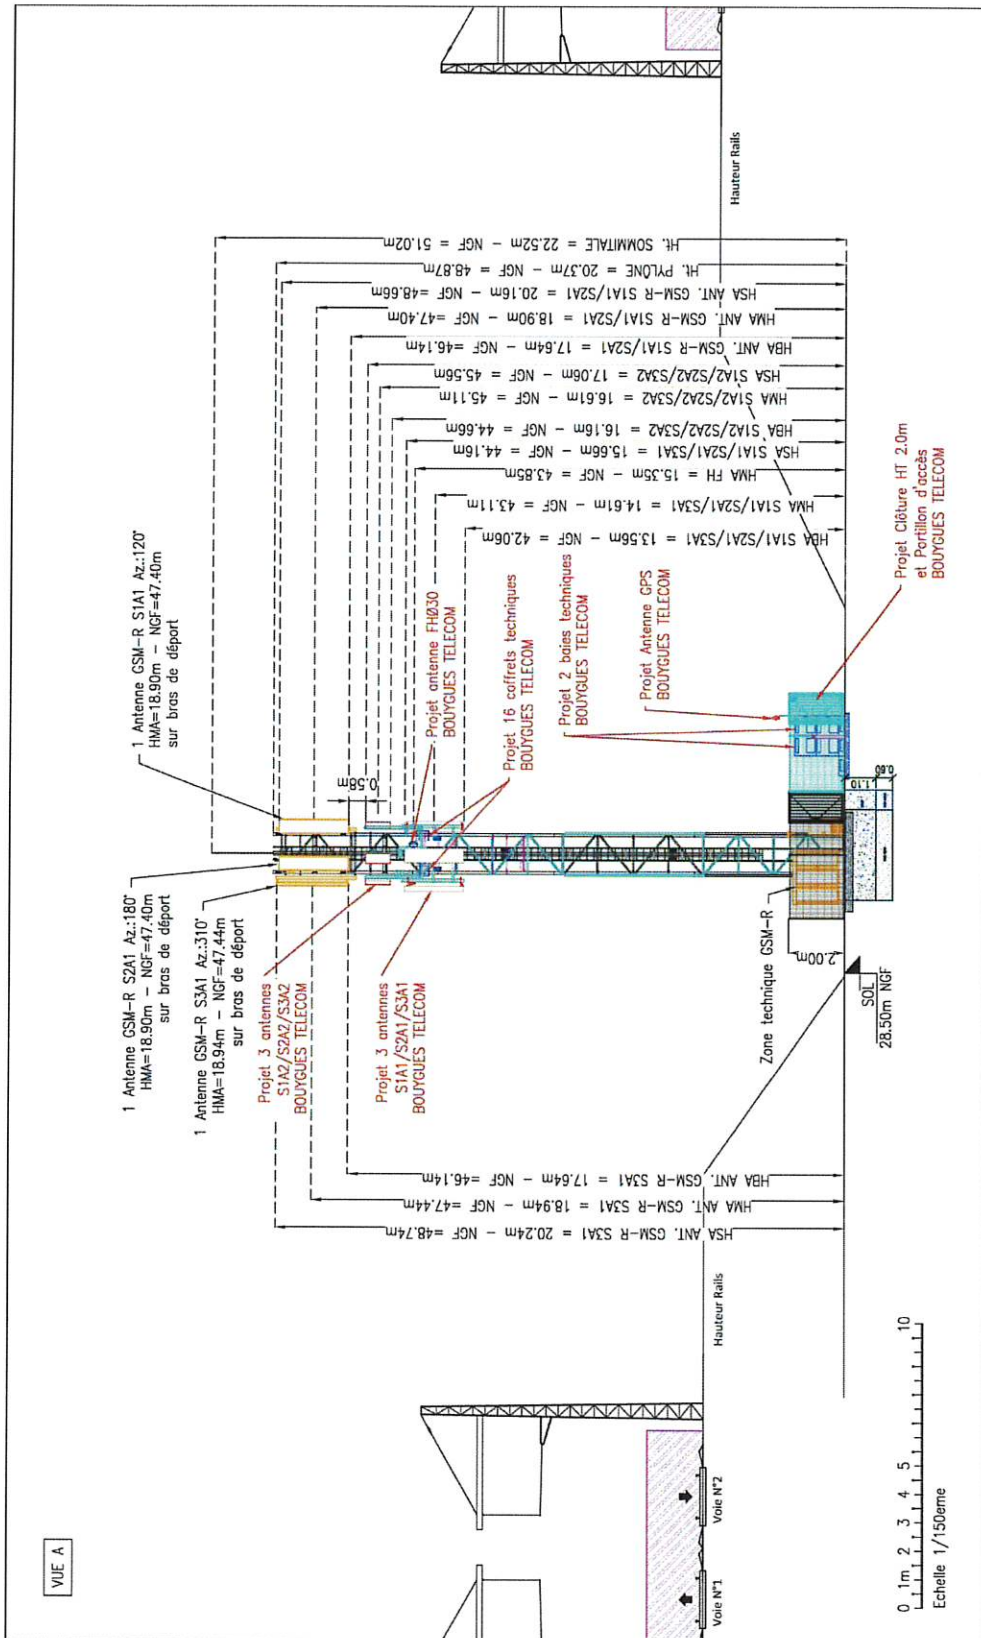 VUE A
1 Antenne GSM-R S2A1 Az.:180°
HMA=18.90m - NGF=47.40m
sur bras de déport
1 Antenne GSM-R S3A1 Az.:310°
HMA=18.94m - NGF=47.44m
sur bras de déport
Projet 3 antennes
S1A2/S2A2/S3A2
BOUYGUES TELECOM
Projet 3 antennes
S1A1/S2A1/S3A1
BOUYGUES TELECOM
1 Antenne GSM-R S1A1 Az.:120°
HMA=18.90m - NGF=47.40m
sur bras de déport
0.58m
Projet antenne FHØ30
BOUYGUES TELECOM
Projet 16 coffrets techniques
BOUYGUES TELECOM
Projet 2 baies techniques
BOUYGUES TELECOM
Projet Antenne GPS
BOUYGUES TELECOM
Projet Clôture HT 2.0m
et Portillon d'accès
BOUYGUES TELECOM
HSA ANT. GSM-R S3A1 = 20.24m - NGF =48.74m
HMA ANT. GSM-R S3A1 = 18.94m - NGF=47.44m
HBA ANT. GSM-R S3A1 = 17.64m - NGF=46.14m
HBA S1A1/S2A1/S3A1 = 13.56m - NGF = 42.06m
HMA S1A1/S2A1/S3A1 = 14.61m - NGF = 43.11m
HMA FH = 15.35m - NGF = 43.85m
HSA S1A1/S2A1/S3A1 = 15.66m - NGF = 44.16m
HBA S1A2/S2A2/S3A2 = 16.16m - NGF = 44.66m
HMA S1A2/S2A2/S3A2 = 16.61m - NGF = 45.11m
HSA S1A2/S2A2/S3A2 = 17.06m - NGF = 45.56m
HBA ANT. GSM-R S1A1/S2A1 = 17.64m - NGF =46.14m
HMA ANT. GSM-R S1A1/S2A1 = 18.90m - NGF =47.40m
HSA ANT. GSM-R S1A1/S2A1 = 20.16m - NGF =48.66m
Ht. PYLÔNE = 20.37m - NGF = 48.87m
Ht. SOMMITALE = 22.52m - NGF = 51.02m
Zone technique GSM-R
2.00m
SOL
28.50m NGF
1.10
0.60
Hauteur Rails
Hauteur Rails
Voie N°1
Voie N°2
0 1m 2 3 4 5 10
Echelle 1/150eme